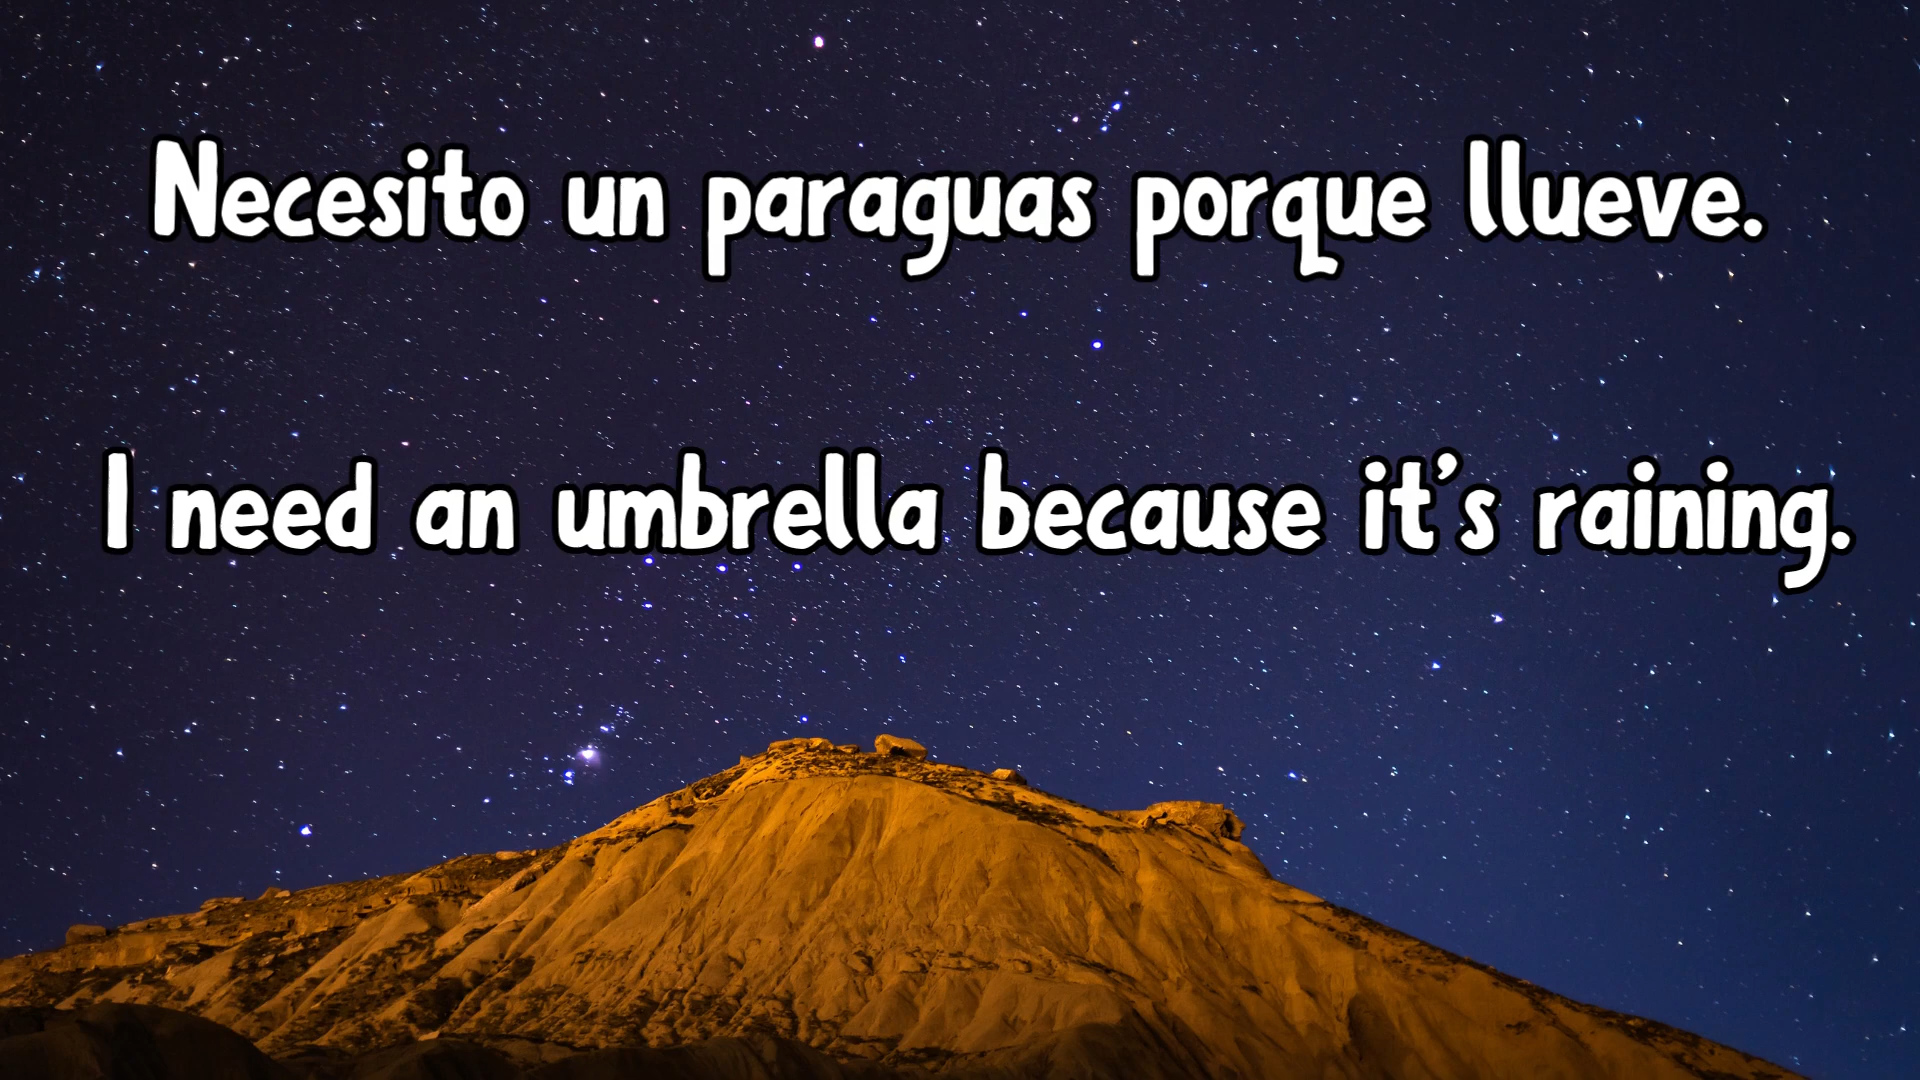 Necesito un paraguas porque llueve.
I need an umbrella because it's raining.